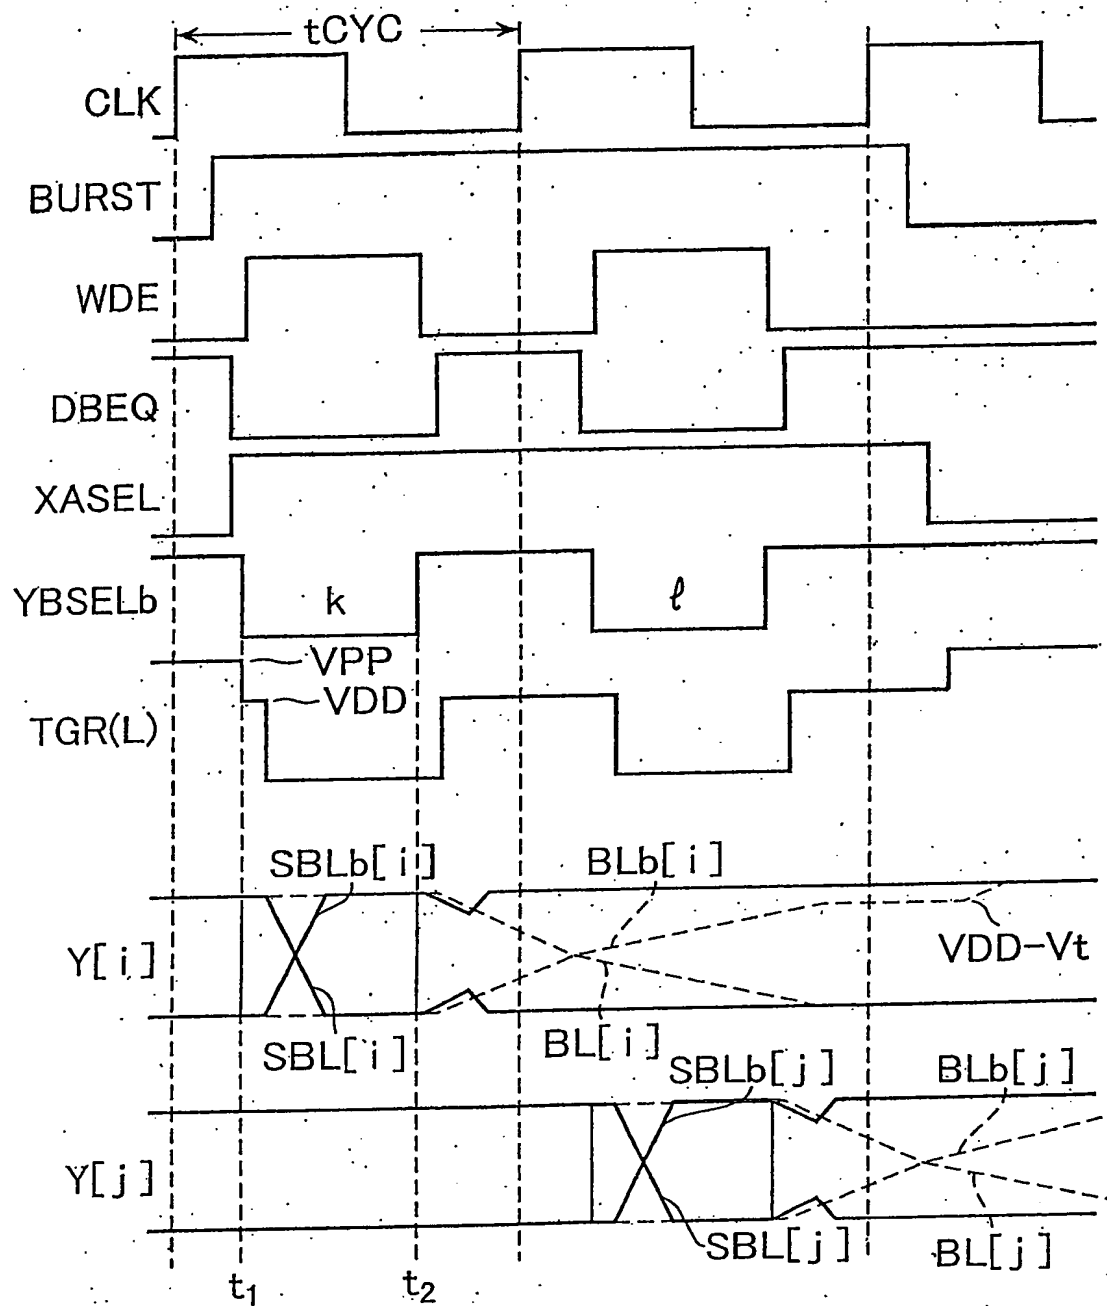 tCYC
CLK
BURST
WDE
DBEQ
XASEL
YBSELb
k
ℓ
VPP
VDD
TGR(L)
SBLb[i]
BLb[i]
Y[i]
VDD-Vt
SBL[i]
BL[i]
SBLb[j]
BLb[j]
Y[j]
SBL[j]
BL[j]
t1
t2